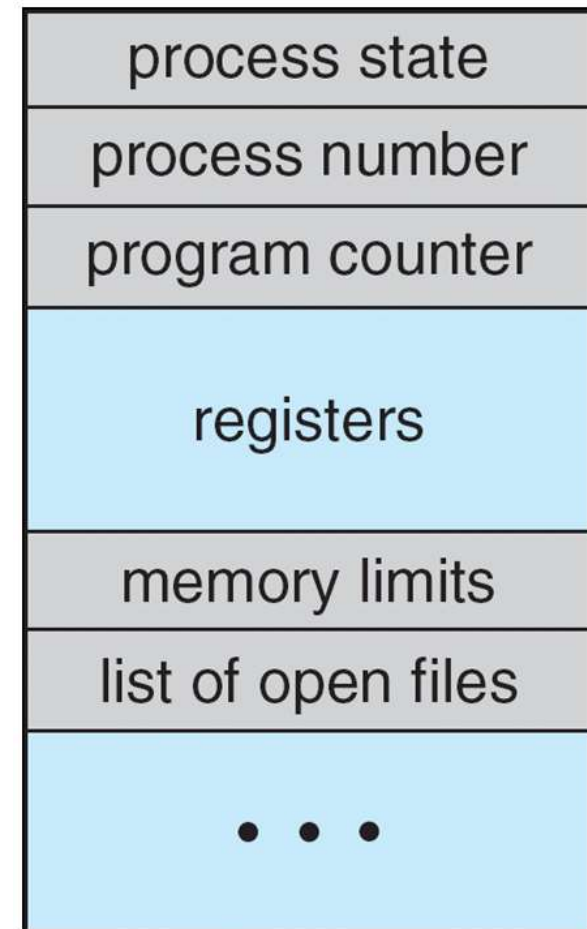 process state
process number
program counter
registers
memory limits
list of open files
• • •